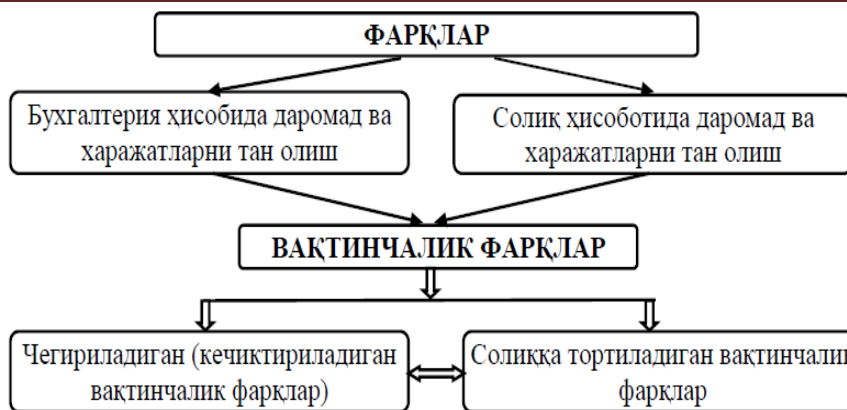 ФАРҚЛАР
Бухгалтерия ҳисобида даромад ва
харажатларни тан олиш
Солиқ ҳисоботида даромад ва
харажатларни тан олиш
ВАҚТИНЧАЛИК ФАРҚЛАР
Чегириладиган (кечиктириладиган
вақтинчалик фарқлар)
Солиққа тортиладиган вақтинчалик
фарқлар